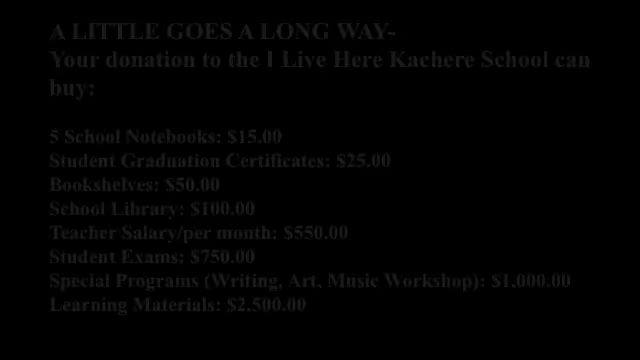 A LITTLE GOES A LONG WAY-
Your donation to the I Live Here Kachere School can
buy:
5 School Notebooks: $15.00
Student Graduation Certificates: $25.00
Bookshelves: $50.00
School Library: $100.00
Teacher Salary/per month: $550.00
Student Exams: $750.00
Special Programs (Writing, Art, Music Workshop): $1,000.00
Learning Materials: $2,500.00